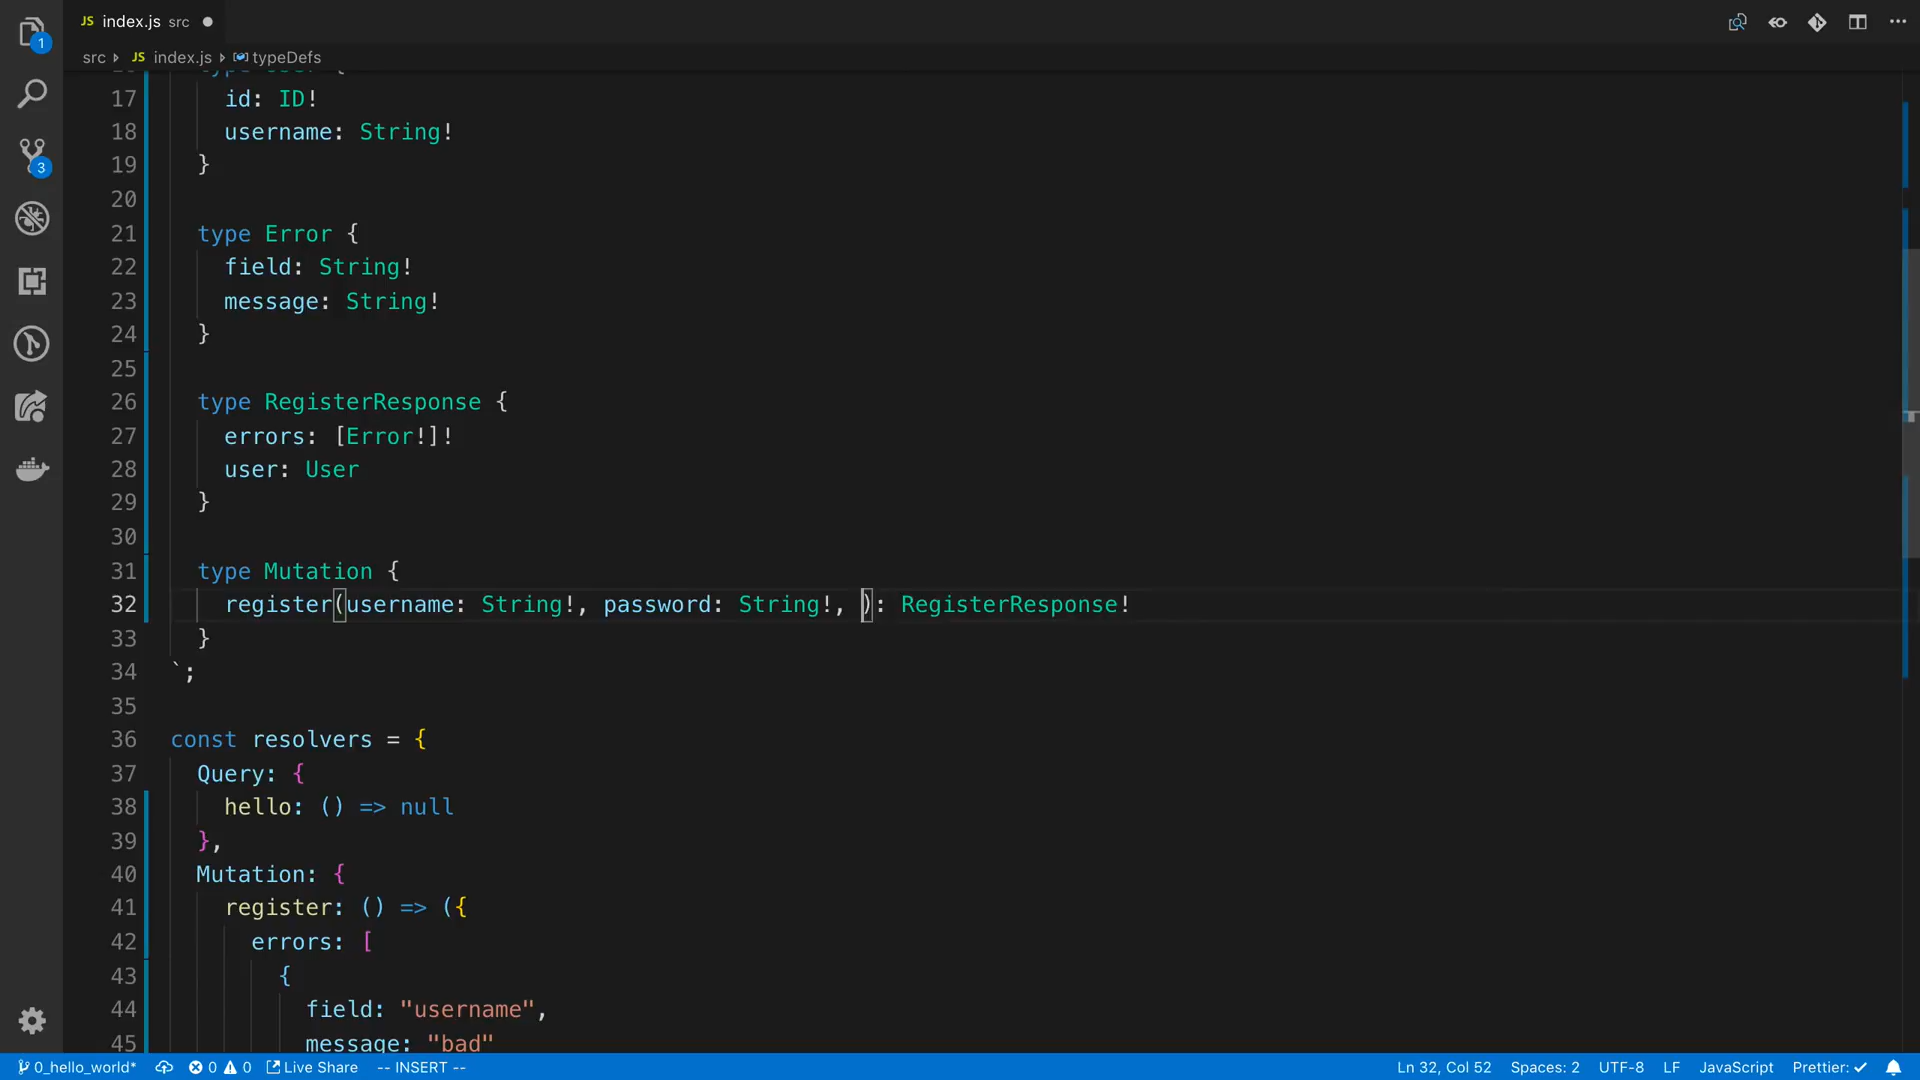 JS index.js src
src JS index.js typeDefs
1
3
17 id: ID!
18 username: String!
19 }
20
21 type Error {
22 field: String!
23 message: String!
24 }
25
26 type RegisterResponse {
27 errors: [Error!]!
28 user: User
29 }
30
31 type Mutation {
32 register(username: String!, password: String!, ): RegisterResponse!
33 }
34 `;
35
36 const resolvers = {
37 Query: {
38 hello: () => null
39 },
40 Mutation: {
41 register: () => ({
42 errors: [
43 {
44 field: "username",
45 message: "bad"
0_hello_world* 0 0 Live Share -- INSERT -- Ln 32, Col 52 Spaces: 2 UTF-8 LF JavaScript Prettier: ✓